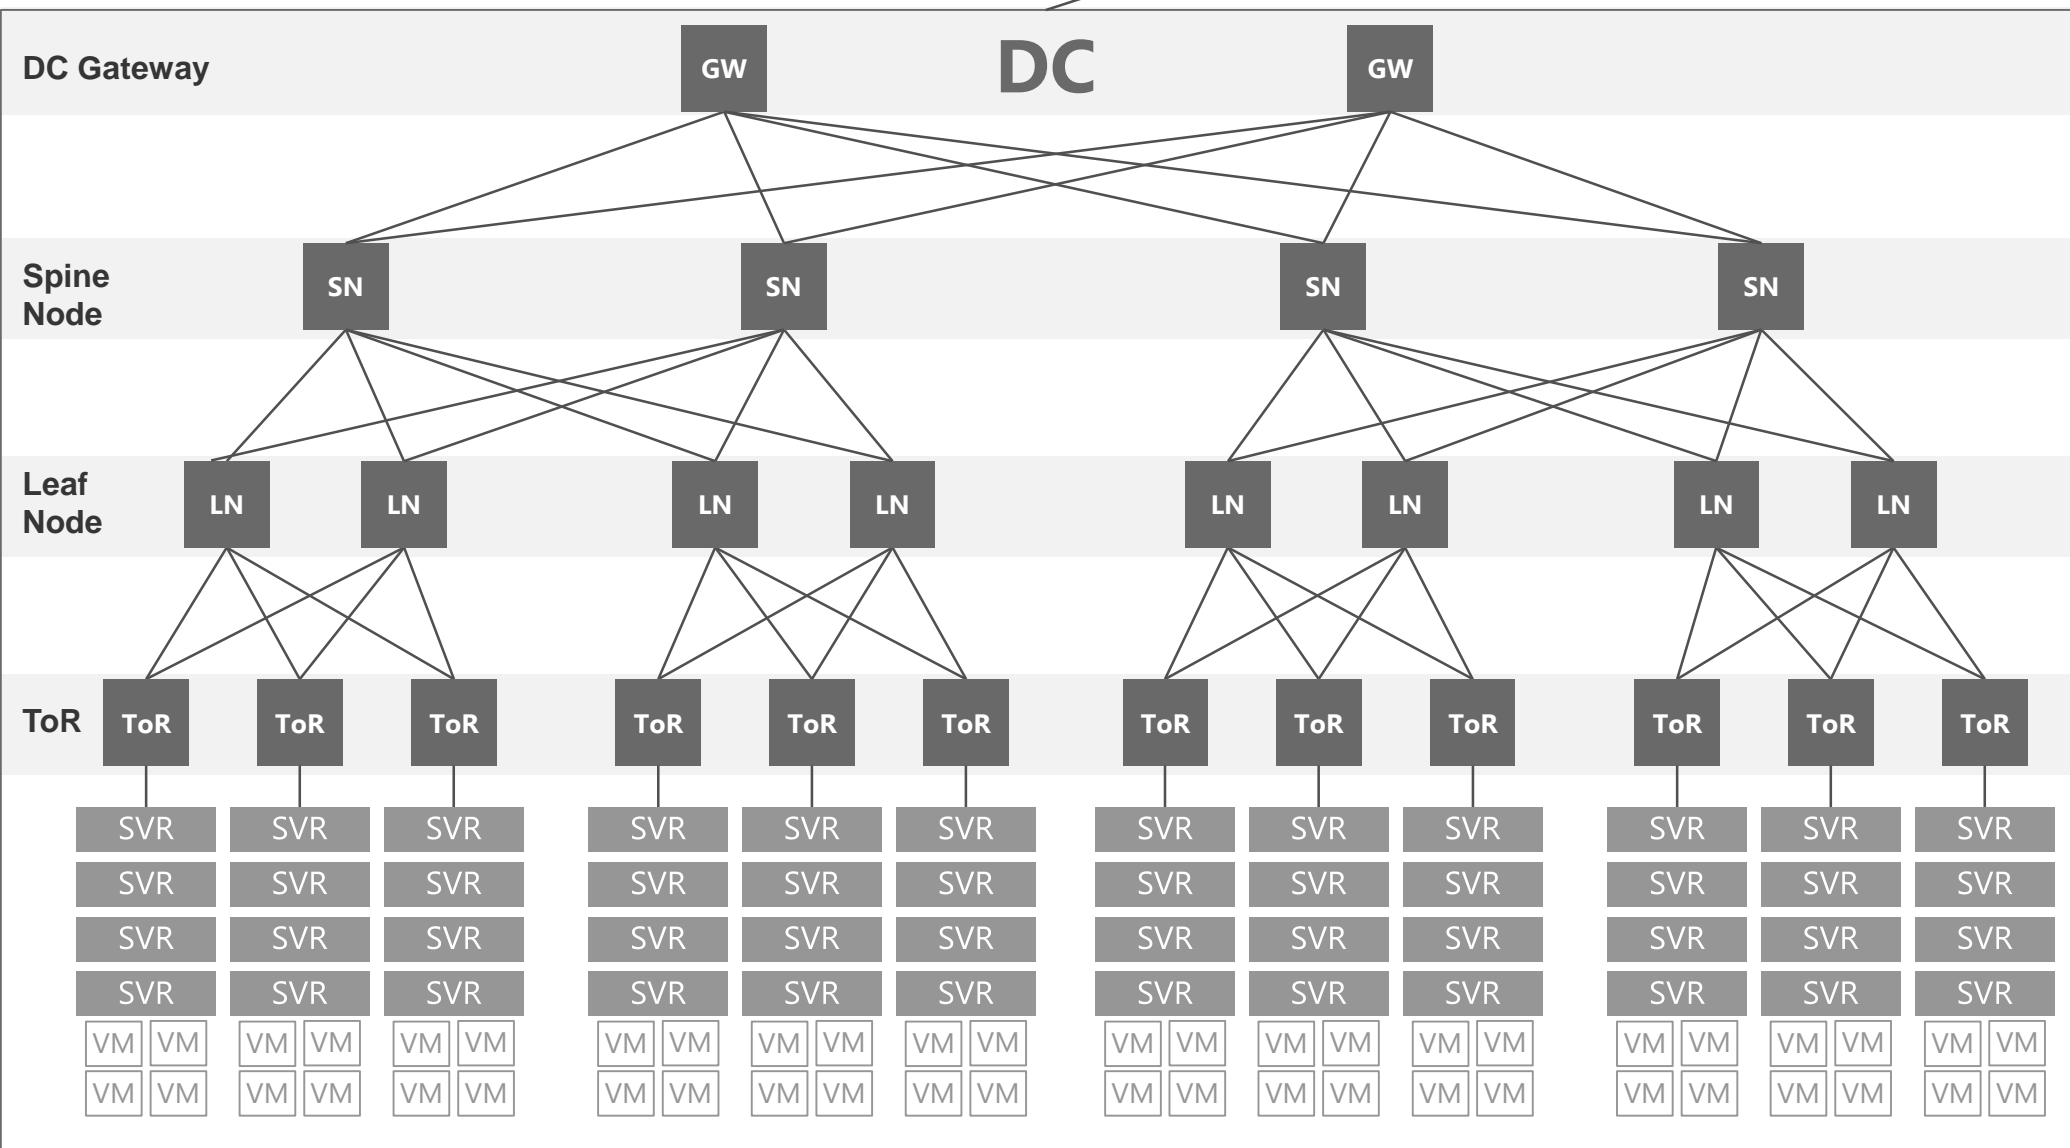 DC Gateway
GW
DC
GW
Spine
Node
SN
SN
SN
SN
Leaf
Node
LN
LN
LN
LN
LN
LN
LN
LN
ToR
ToR
ToR
ToR
ToR
ToR
ToR
ToR
ToR
ToR
ToR
ToR
ToR
SVR SVR SVR SVR SVR SVR SVR SVR SVR SVR SVR SVR
SVR SVR SVR SVR SVR SVR SVR SVR SVR SVR SVR SVR
SVR SVR SVR SVR SVR SVR SVR SVR SVR SVR SVR SVR
SVR SVR SVR SVR SVR SVR SVR SVR SVR SVR SVR SVR
VM VM VM VM VM VM VM VM VM VM VM VM VM VM VM VM VM VM VM VM VM VM VM VM
VM VM VM VM VM VM VM VM VM VM VM VM VM VM VM VM VM VM VM VM VM VM VM VM